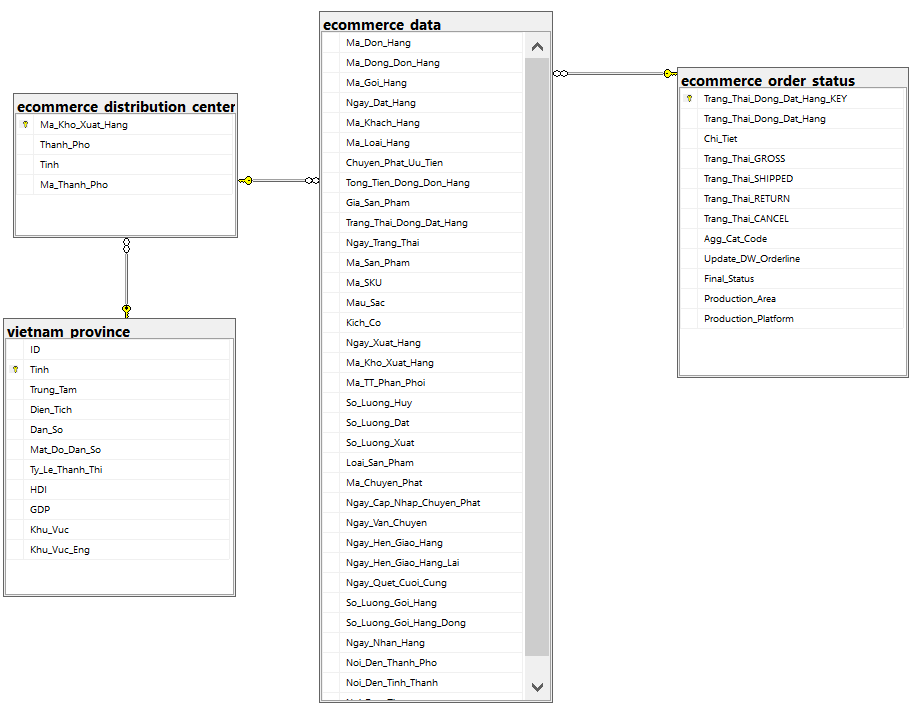 ecommerce_distribution_center
Ma_Kho_Xuat_Hang
Thanh_Pho
Tinh
Ma_Thanh_Pho
vietnam_province
ID
Tinh
Trung_Tam
Dien_Tich
Dan_So
Mat_Do_Dan_So
Ty_Le_Thanh_Thi
HDI
GDP
Khu_Vuc
Khu_Vuc_Eng
ecommerce_data
Ma_Don_Hang
Ma_Dong_Don_Hang
Ma_Goi_Hang
Ngay_Dat_Hang
Ma_Khach_Hang
Ma_Loai_Hang
Chuyen_Phat_Uu_Tien
Tong_Tien_Dong_Don_Hang
Gia_San_Pham
Trang_Thai_Dong_Dat_Hang
Ngay_Trang_Thai
Ma_San_Pham
Ma_SKU
Mau_Sac
Kich_Co
Ngay_Xuat_Hang
Ma_Kho_Xuat_Hang
Ma_TT_Phan_Phoi
So_Luong_Huy
So_Luong_Dat
So_Luong_Xuat
Loai_San_Pham
Ma_Chuyen_Phat
Ngay_Cap_Nhap_Chuyen_Phat
Ngay_Van_Chuyen
Ngay_Hen_Giao_Hang
Ngay_Hen_Giao_Hang_Lai
Ngay_Quet_Cuoi_Cung
So_Luong_Goi_Hang
So_Luong_Goi_Hang_Dong
Ngay_Nhan_Hang
Noi_Den_Thanh_Pho
Noi_Den_Tinh_Thanh
ecommerce_order_status
Trang_Thai_Dong_Dat_Hang_KEY
Trang_Thai_Dong_Dat_Hang
Chi_Tiet
Trang_Thai_GROSS
Trang_Thai_SHIPPED
Trang_Thai_RETURN
Trang_Thai_CANCEL
Agg_Cat_Code
Update_DW_Orderline
Final_Status
Production_Area
Production_Platform